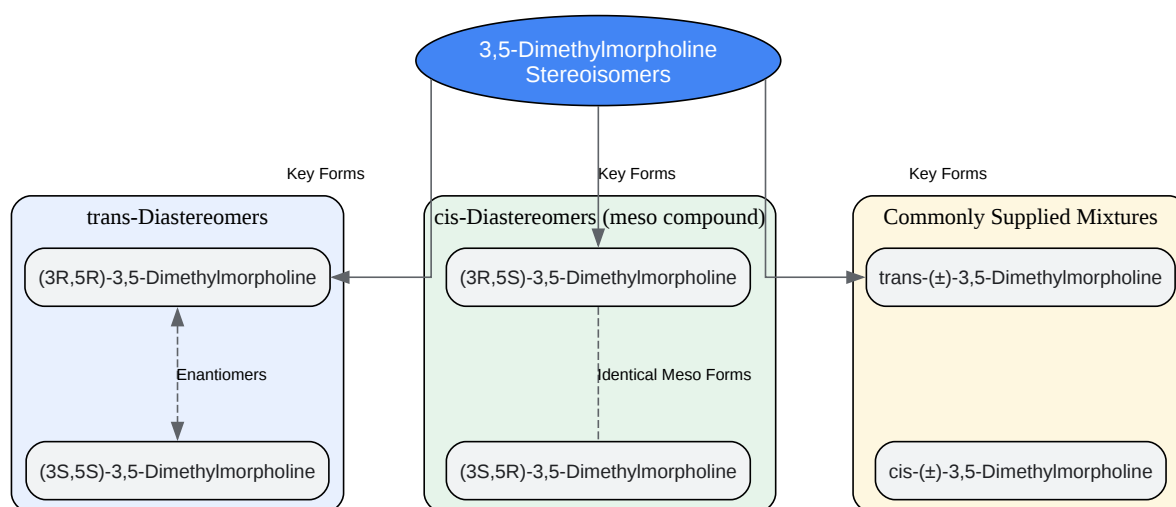 3,5-Dimethylmorpholine
Stereoisomers
Key Forms
Key Forms
Key Forms
trans-Diastereomers
cis-Diastereomers (meso compound)
Commonly Supplied Mixtures
(3R,5R)-3,5-Dimethylmorpholine
(3R,5S)-3,5-Dimethylmorpholine
trans-(±)-3,5-Dimethylmorpholine
Enantiomers
Identical Meso Forms
(3S,5S)-3,5-Dimethylmorpholine
(3S,5R)-3,5-Dimethylmorpholine
cis-(±)-3,5-Dimethylmorpholine